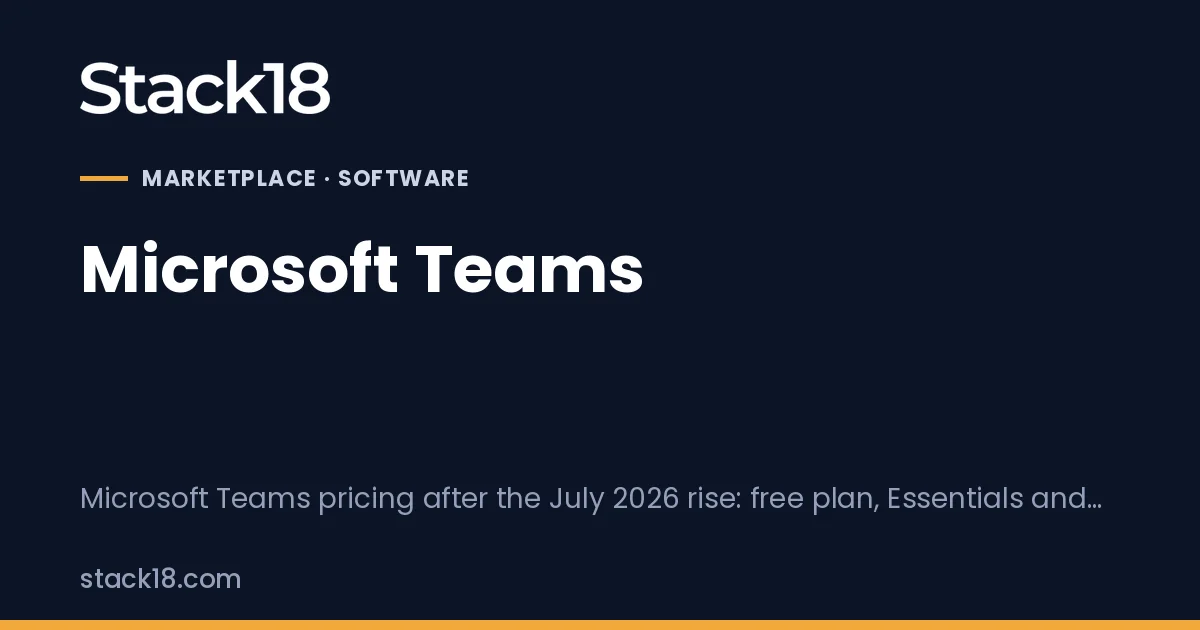 Stack18
MARKETPLACE · SOFTWARE
Microsoft Teams
Microsoft Teams pricing after the July 2026 rise: free plan, Essentials and...
stack18.com